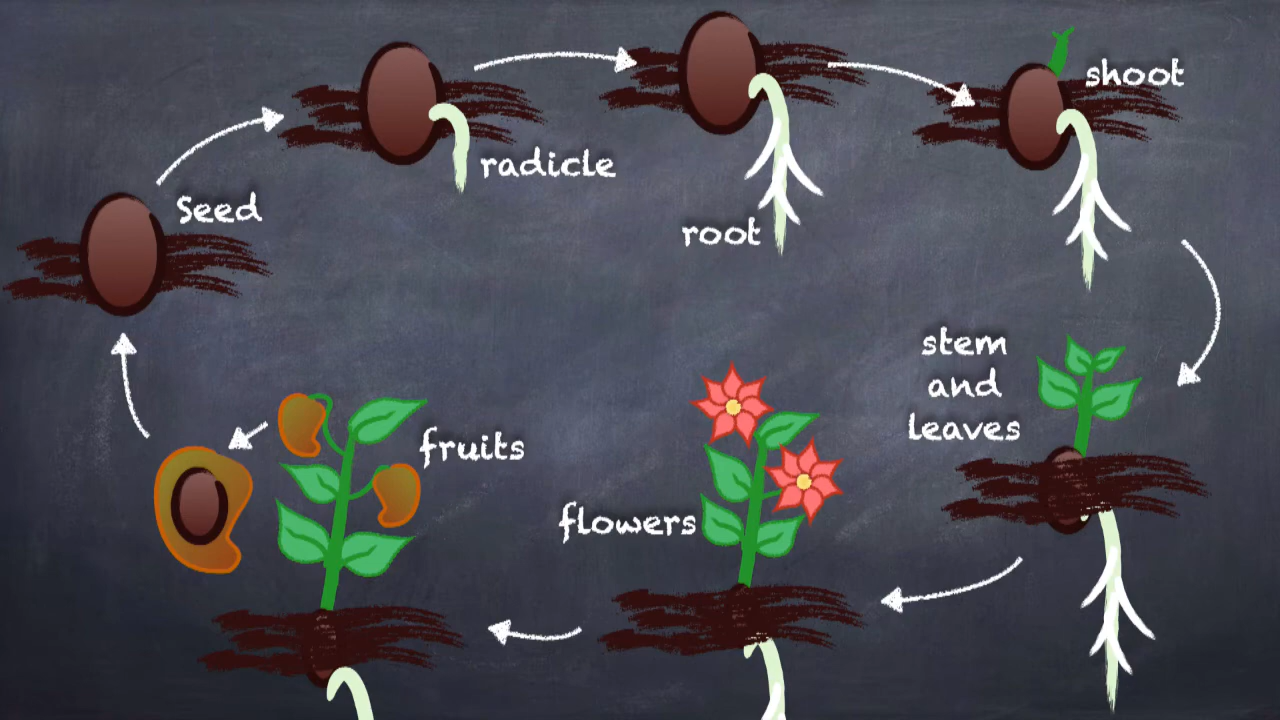 Seed
radicle
root
shoot
stem
and
leaves
flowers
fruits